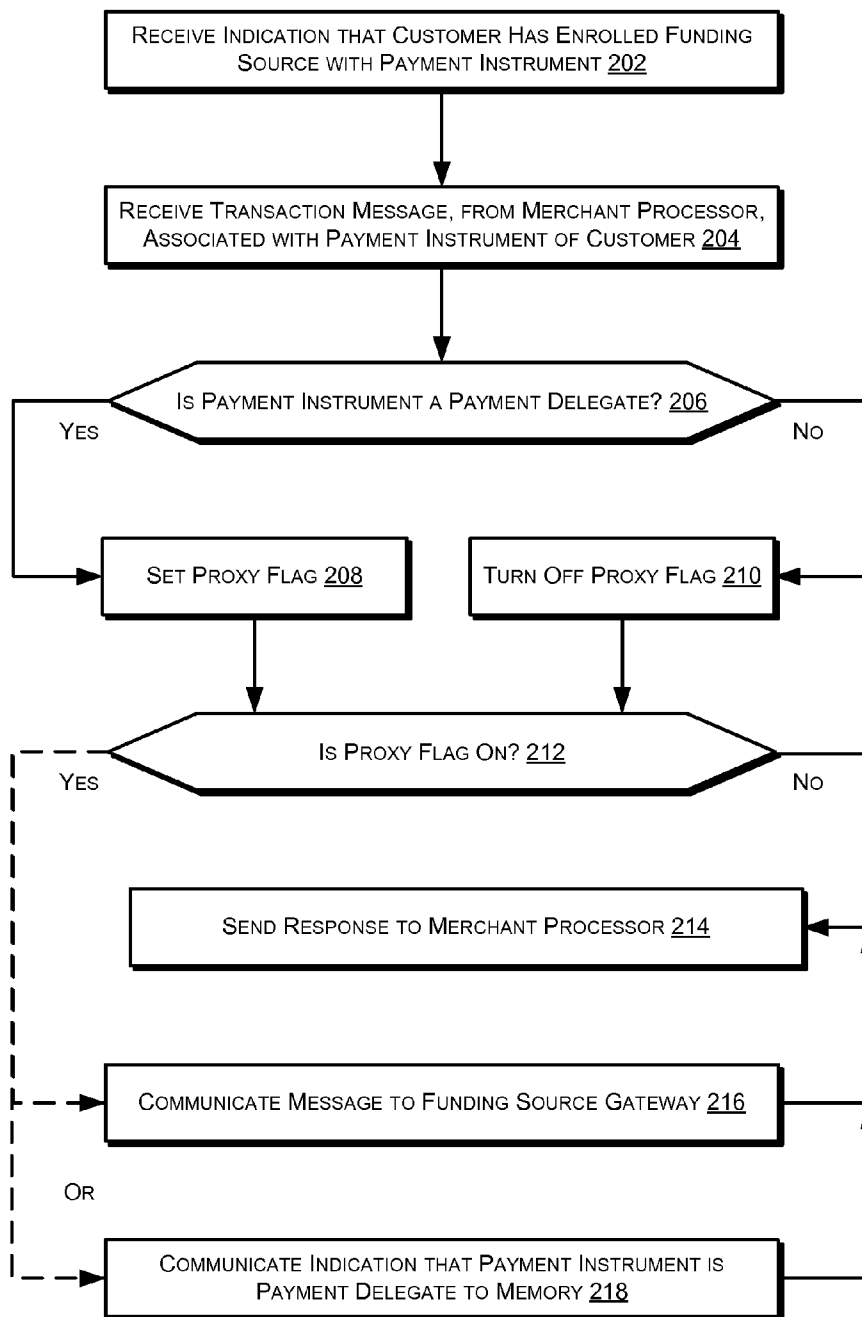 RECEIVE INDICATION THAT CUSTOMER HAS ENROLLED FUNDING
SOURCE WITH PAYMENT INSTRUMENT 202
RECEIVE TRANSACTION MESSAGE, FROM MERCHANT PROCESSOR,
ASSOCIATED WITH PAYMENT INSTRUMENT OF CUSTOMER 204
IS PAYMENT INSTRUMENT A PAYMENT DELEGATE? 206
YES
NO
SET PROXY FLAG 208
TURN OFF PROXY FLAG 210
IS PROXY FLAG ON? 212
YES
NO
SEND RESPONSE TO MERCHANT PROCESSOR 214
COMMUNICATE MESSAGE TO FUNDING SOURCE GATEWAY 216
OR
COMMUNICATE INDICATION THAT PAYMENT INSTRUMENT IS
PAYMENT DELEGATE TO MEMORY 218